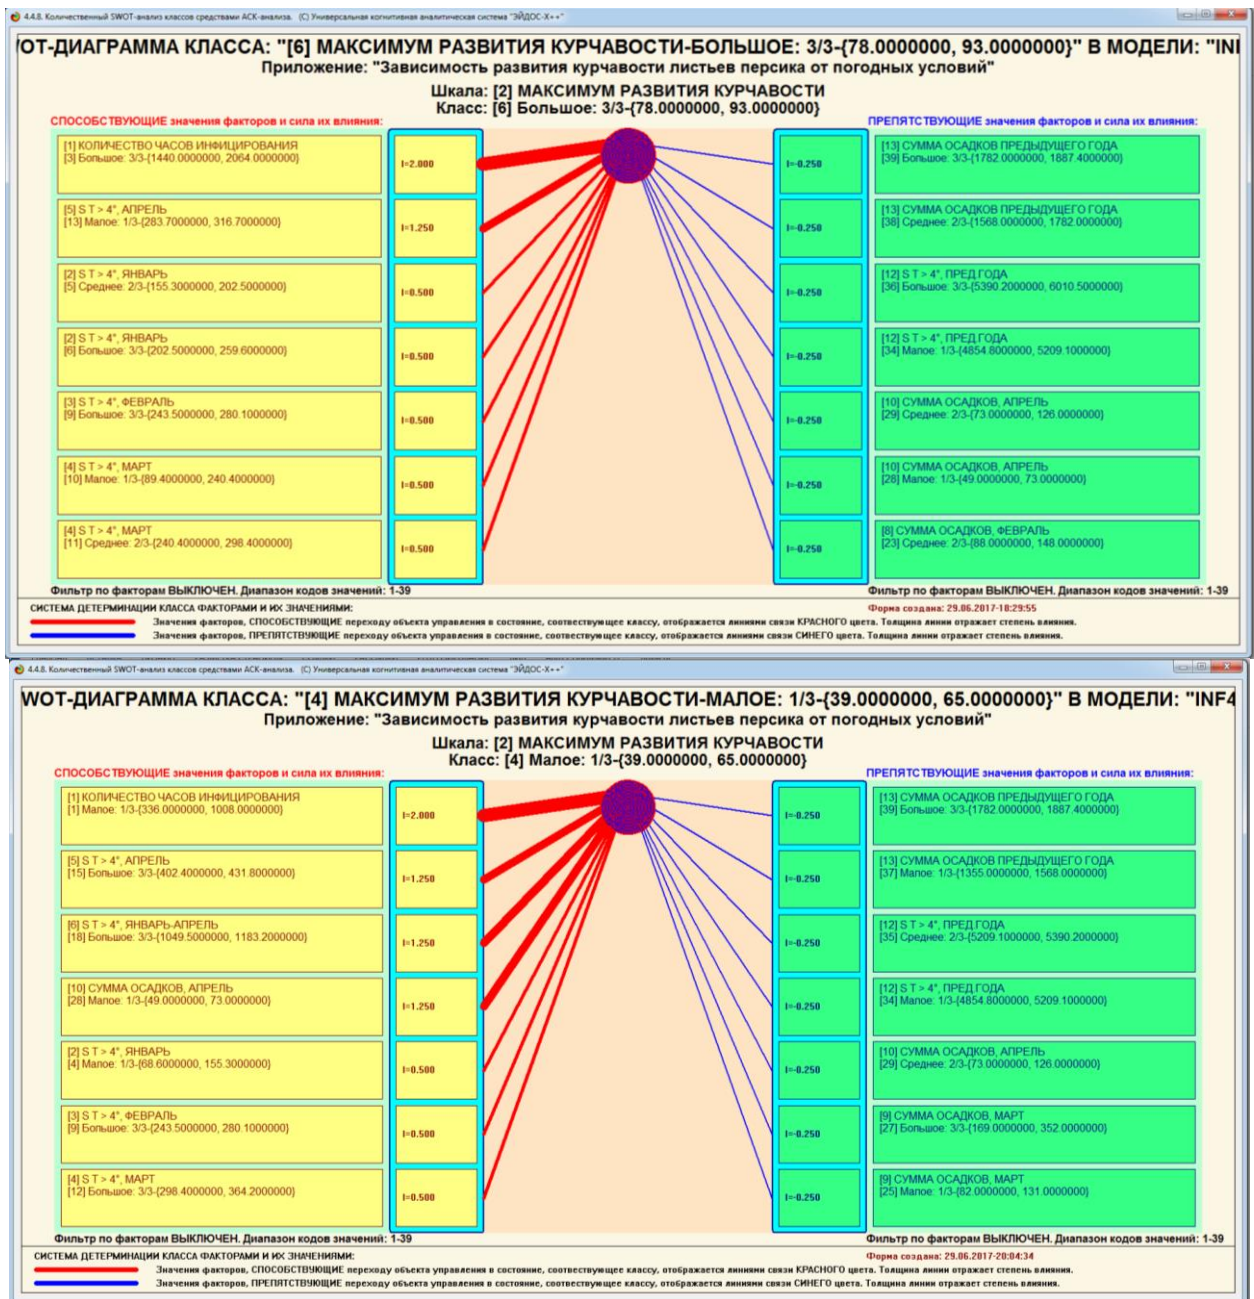 4.4.8. Количественный SWOT-анализ классов средствами АСК-анализа. (С) Универсальная когнитивная аналитическая система "ЭЙДОС-X++"
ОТ-ДИАГРАММА КЛАССА: "[6] МАКСИМУМ РАЗВИТИЯ КУРЧАВОСТИ-БОЛЬШОЕ: 3/3-{78.0000000, 93.0000000}" В МОДЕЛИ: "INF
Приложение: "Зависимость развития курчавости листьев персика от погодных условий"
Шкала: [2] МАКСИМУМ РАЗВИТИЯ КУРЧАВОСТИ
Класс: [6] Большое: 3/3-{78.0000000, 93.0000000}
СПОСОБСТВУЮЩИЕ значения факторов и сила их влияния:
ПРЕПЯТСТВУЮЩИЕ значения факторов и сила их влияния:
[1] КОЛИЧЕСТВО ЧАСОВ ИНФИЦИРОВАНИЯ
[3] Большое: 3/3-{1440.0000000, 2064.0000000}
I=2.000
I=-0.250
[13] СУММА ОСАДКОВ ПРЕДЫДУЩЕГО ГОДА
[39] Большое: 3/3-{1782.0000000, 1887.4000000}
[5] S T > 4°, АПРЕЛЬ
[13] Малое: 1/3-{283.7000000, 316.7000000}
I=1.250
I=-0.250
[13] СУММА ОСАДКОВ ПРЕДЫДУЩЕГО ГОДА
[38] Среднее: 2/3-{1568.0000000, 1782.0000000}
[2] S T > 4°, ЯНВАРЬ
[5] Среднее: 2/3-{155.3000000, 202.5000000}
I=0.500
I=-0.250
[12] S T > 4°, ПРЕД.ГОДА
[36] Большое: 3/3-{5390.2000000, 6010.5000000}
[2] S T > 4°, ЯНВАРЬ
[6] Большое: 3/3-{202.5000000, 259.6000000}
I=0.500
I=-0.250
[12] S T > 4°, ПРЕД.ГОДА
[34] Малое: 1/3-{4854.8000000, 5209.1000000}
[3] S T > 4°, ФЕВРАЛЬ
[9] Большое: 3/3-{243.5000000, 280.1000000}
I=0.500
I=-0.250
[10] СУММА ОСАДКОВ, АПРЕЛЬ
[29] Среднее: 2/3-{73.0000000, 126.0000000}
[4] S T > 4°, МАРТ
[10] Малое: 1/3-{89.4000000, 240.4000000}
I=0.500
I=-0.250
[10] СУММА ОСАДКОВ, АПРЕЛЬ
[28] Малое: 1/3-{49.0000000, 73.0000000}
[4] S T > 4°, МАРТ
[11] Среднее: 2/3-{240.4000000, 298.4000000}
I=0.500
I=-0.250
[8] СУММА ОСАДКОВ, ФЕВРАЛЬ
[23] Среднее: 2/3-{88.0000000, 148.0000000}
Фильтр по факторам ВЫКЛЮЧЕН. Диапазон кодов значений: 1-39
Фильтр по факторам ВЫКЛЮЧЕН. Диапазон кодов значений: 1-39
СИСТЕМА ДЕТЕРМИНАЦИИ КЛАССА ФАКТОРАМИ И ИХ ЗНАЧЕНИЯМИ:
Форма создана: 29.06.2017-18:29:55
Значения факторов, СПОСОБСТВУЮЩИЕ переходу объекта управления в состояние, соотвествующее классу, отображается линиями связи КРАСНОГО цвета. Толщина линии отражает степень влияния.
Значения факторов, ПРЕПЯТСТВУЮЩИЕ переходу объекта управления в состояние, соотвествующее классу, отображается линиями связи СИНЕГО цвета. Толщина линии отражает степень влияния.
4.4.8. Количественный SWOT-анализ классов средствами АСК-анализа. (С) Универсальная когнитивная аналитическая система "ЭЙДОС-X++"
WOT-ДИАГРАММА КЛАССА: "[4] МАКСИМУМ РАЗВИТИЯ КУРЧАВОСТИ-МАЛОЕ: 1/3-{39.0000000, 65.0000000}" В МОДЕЛИ: "INF4
Приложение: "Зависимость развития курчавости листьев персика от погодных условий"
Шкала: [2] МАКСИМУМ РАЗВИТИЯ КУРЧАВОСТИ
Класс: [4] Малое: 1/3-{39.0000000, 65.0000000}
СПОСОБСТВУЮЩИЕ значения факторов и сила их влияния:
ПРЕПЯТСТВУЮЩИЕ значения факторов и сила их влияния:
[1] КОЛИЧЕСТВО ЧАСОВ ИНФИЦИРОВАНИЯ
[1] Малое: 1/3-{336.0000000, 1008.0000000}
I=2.000
I=-0.250
[13] СУММА ОСАДКОВ ПРЕДЫДУЩЕГО ГОДА
[39] Большое: 3/3-{1782.0000000, 1887.4000000}
[5] S T > 4°, АПРЕЛЬ
[15] Большое: 3/3-{402.4000000, 431.8000000}
I=1.250
I=-0.250
[13] СУММА ОСАДКОВ ПРЕДЫДУЩЕГО ГОДА
[37] Малое: 1/3-{1355.0000000, 1568.0000000}
[6] S T > 4°, ЯНВАРЬ-АПРЕЛЬ
[18] Большое: 3/3-{1049.5000000, 1183.2000000}
I=1.250
I=-0.250
[12] S T > 4°, ПРЕД.ГОДА
[35] Среднее: 2/3-{5209.1000000, 5390.2000000}
[10] СУММА ОСАДКОВ, АПРЕЛЬ
[28] Малое: 1/3-{49.0000000, 73.0000000}
I=1.250
I=-0.250
[12] S T > 4°, ПРЕД.ГОДА
[34] Малое: 1/3-{4854.8000000, 5209.1000000}
[2] S T > 4°, ЯНВАРЬ
[4] Малое: 1/3-{68.6000000, 155.3000000}
I=0.500
I=-0.250
[10] СУММА ОСАДКОВ, АПРЕЛЬ
[29] Среднее: 2/3-{73.0000000, 126.0000000}
[3] S T > 4°, ФЕВРАЛЬ
[9] Большое: 3/3-{243.5000000, 280.1000000}
I=0.500
I=-0.250
[9] СУММА ОСАДКОВ, МАРТ
[27] Большое: 3/3-{169.0000000, 352.0000000}
[4] S T > 4°, МАРТ
[12] Большое: 3/3-{298.4000000, 364.2000000}
I=0.500
I=-0.250
[9] СУММА ОСАДКОВ, МАРТ
[25] Малое: 1/3-{82.0000000, 131.0000000}
Фильтр по факторам ВЫКЛЮЧЕН. Диапазон кодов значений: 1-39
Фильтр по факторам ВЫКЛЮЧЕН. Диапазон кодов значений: 1-39
СИСТЕМА ДЕТЕРМИНАЦИИ КЛАССА ФАКТОРАМИ И ИХ ЗНАЧЕНИЯМИ:
Форма создана: 29.06.2017-20:04:34
Значения факторов, СПОСОБСТВУЮЩИЕ переходу объекта управления в состояние, соотвествующее классу, отображается линиями связи КРАСНОГО цвета. Толщина линии отражает степень влияния.
Значения факторов, ПРЕПЯТСТВУЮЩИЕ переходу объекта управления в состояние, соотвествующее классу, отображается линиями связи СИНЕГО цвета. Толщина линии отражает степень влияния.